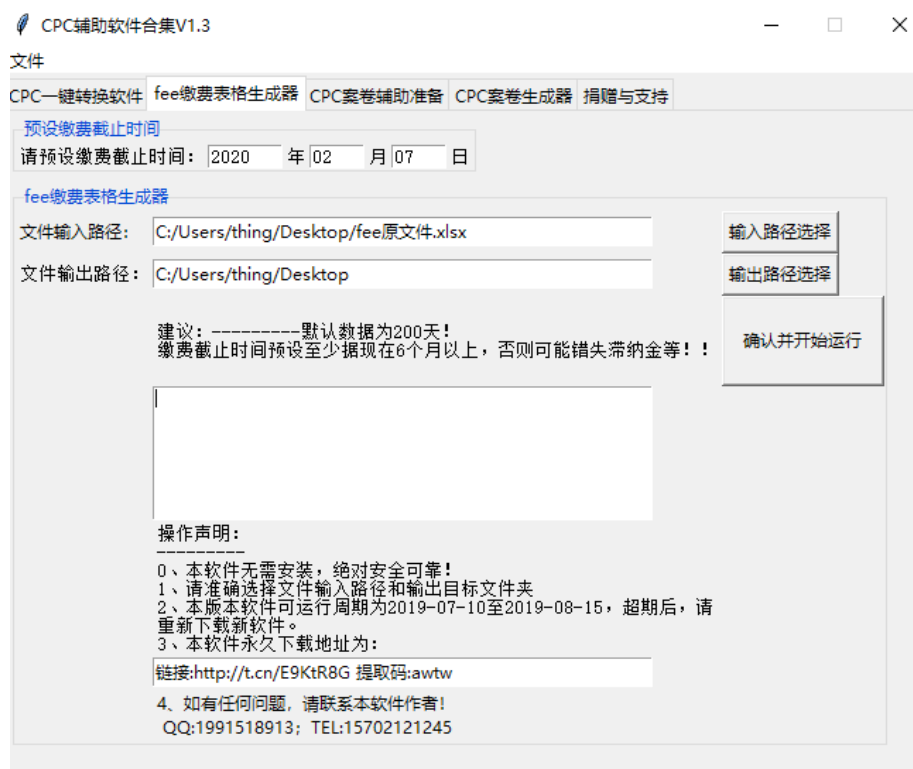 CPC辅助软件合集V1.3
文件
CPC一键转换软件 fee缴费表格生成器 CPC案卷辅助准备 CPC案卷生成器 捐赠与支持
预设缴费截止时间
请预设缴费截止时间: 2020 年 02 月 07 日
fee缴费表格生成器
文件输入路径: C:/Users/thing/Desktop/fee原文件.xlsx 输入路径选择
文件输出路径: C:/Users/thing/Desktop 输出路径选择
建议: ---------默认数据为200天!
缴费截止时间预设至少据现在6个月以上，否则可能错失滞纳金等!!
确认并开始运行
操作声明:
---------
0、本软件无需安装，绝对安全可靠!
1、请准确选择文件输入路径和输出目标文件夹
2、本版本软件可运行周期为2019-07-10至2019-08-15，超期后，请
重新下载新软件。
3、本软件永久下载地址为:
链接:http://t.cn/E9KtR8G 提取码:awtw
4、如有任何问题，请联系本软件作者!
QQ:1991518913; TEL:15702121245